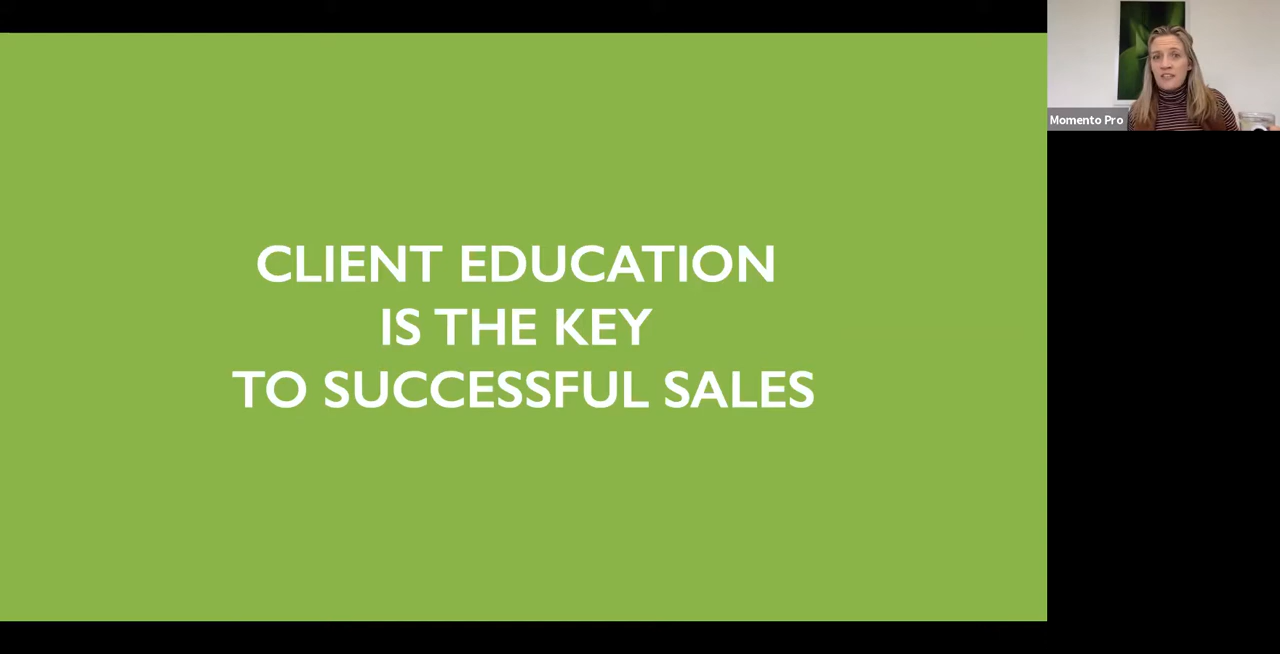 CLIENT EDUCATION
IS THE KEY
TO SUCCESSFUL SALES
Momento Pro